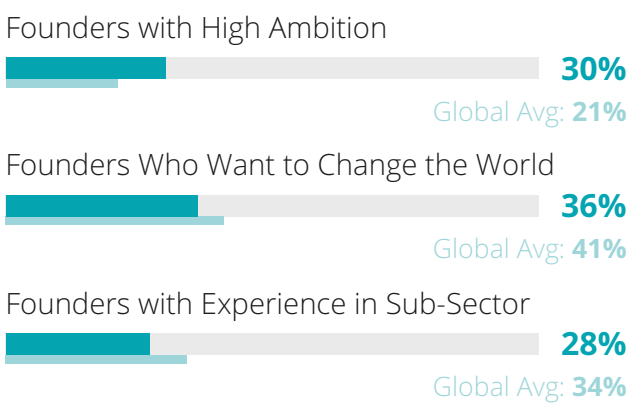 Founders with High Ambition
30%
Global Avg: 21%
Founders Who Want to Change the World
36%
Global Avg: 41%
Founders with Experience in Sub-Sector
28%
Global Avg: 34%